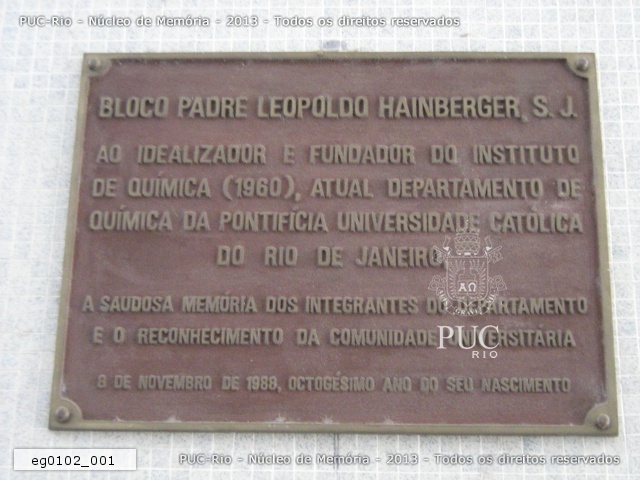 PUC-Rio - Núcleo de Memória - 2013 - Todos os direitos reservados
BLOCO PADRE LEOPOLDO HAINBERGER, S. J.
AO IDEALIZADOR E FUNDADOR DO INSTITUTO
DE QUÍMICA (1960), ATUAL DEPARTAMENTO DE
QUÍMICA DA PONTIFÍCIA UNIVERSIDADE CATÓLICA
DO RIO DE JANEIRO
A SAUDOSA MEMÓRIA DOS INTEGRANTES DO DEPARTAMENTO
E O RECONHECIMENTO DA COMUNIDADE UNIVERSITÁRIA
8 DE NOVEMBRO DE 1988, OCTOGÉSIMO ANO DO SEU NASCIMENTO
ΑΩ
PUC
RIO
eg0102_001
PUC-Rio - Núcleo de Memória - 2013 - Todos os direitos reservados